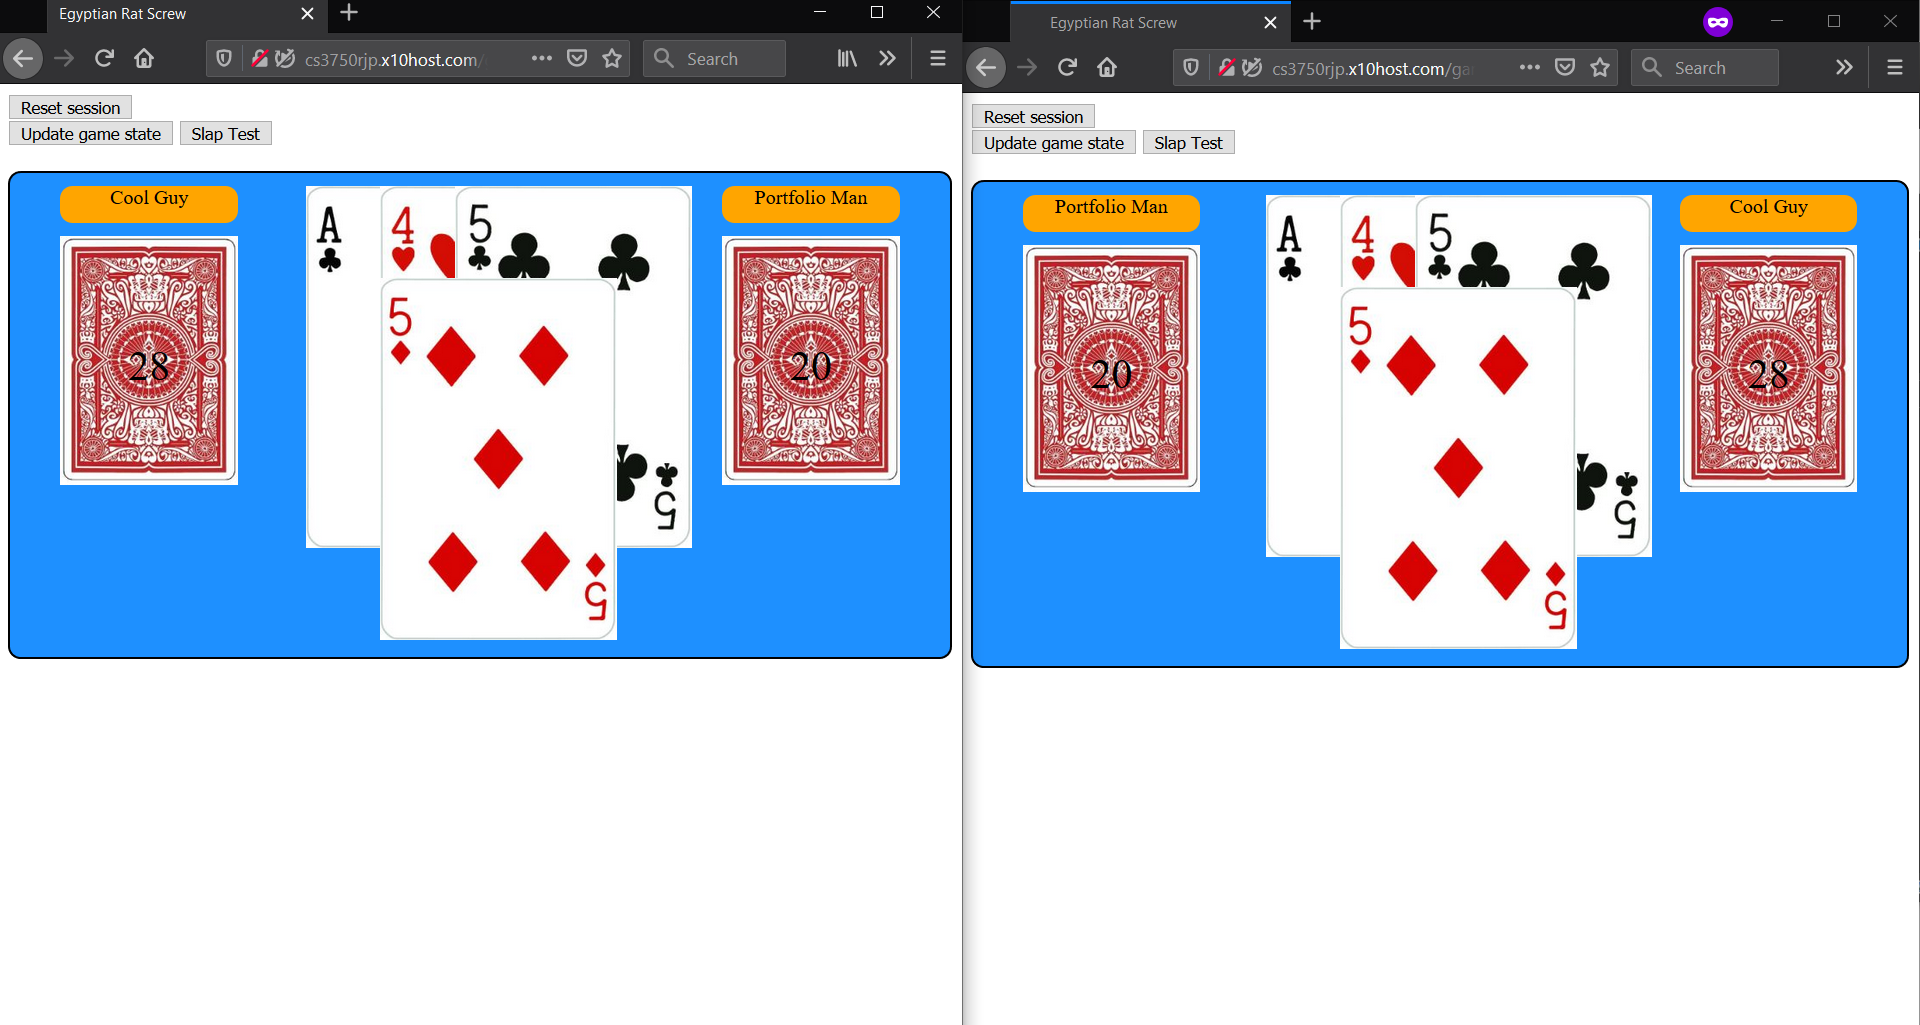 Egyptian Rat Screw
cs3750rjp.x10host.com/
Search
Reset session
Update game state Slap Test
Cool Guy
Portfolio Man
A
4
5
5
5
5
28
20
Egyptian Rat Screw
cs3750rjp.x10host.com/ga
Search
Reset session
Update game state Slap Test
Portfolio Man
Cool Guy
A
4
5
5
5
5
20
28